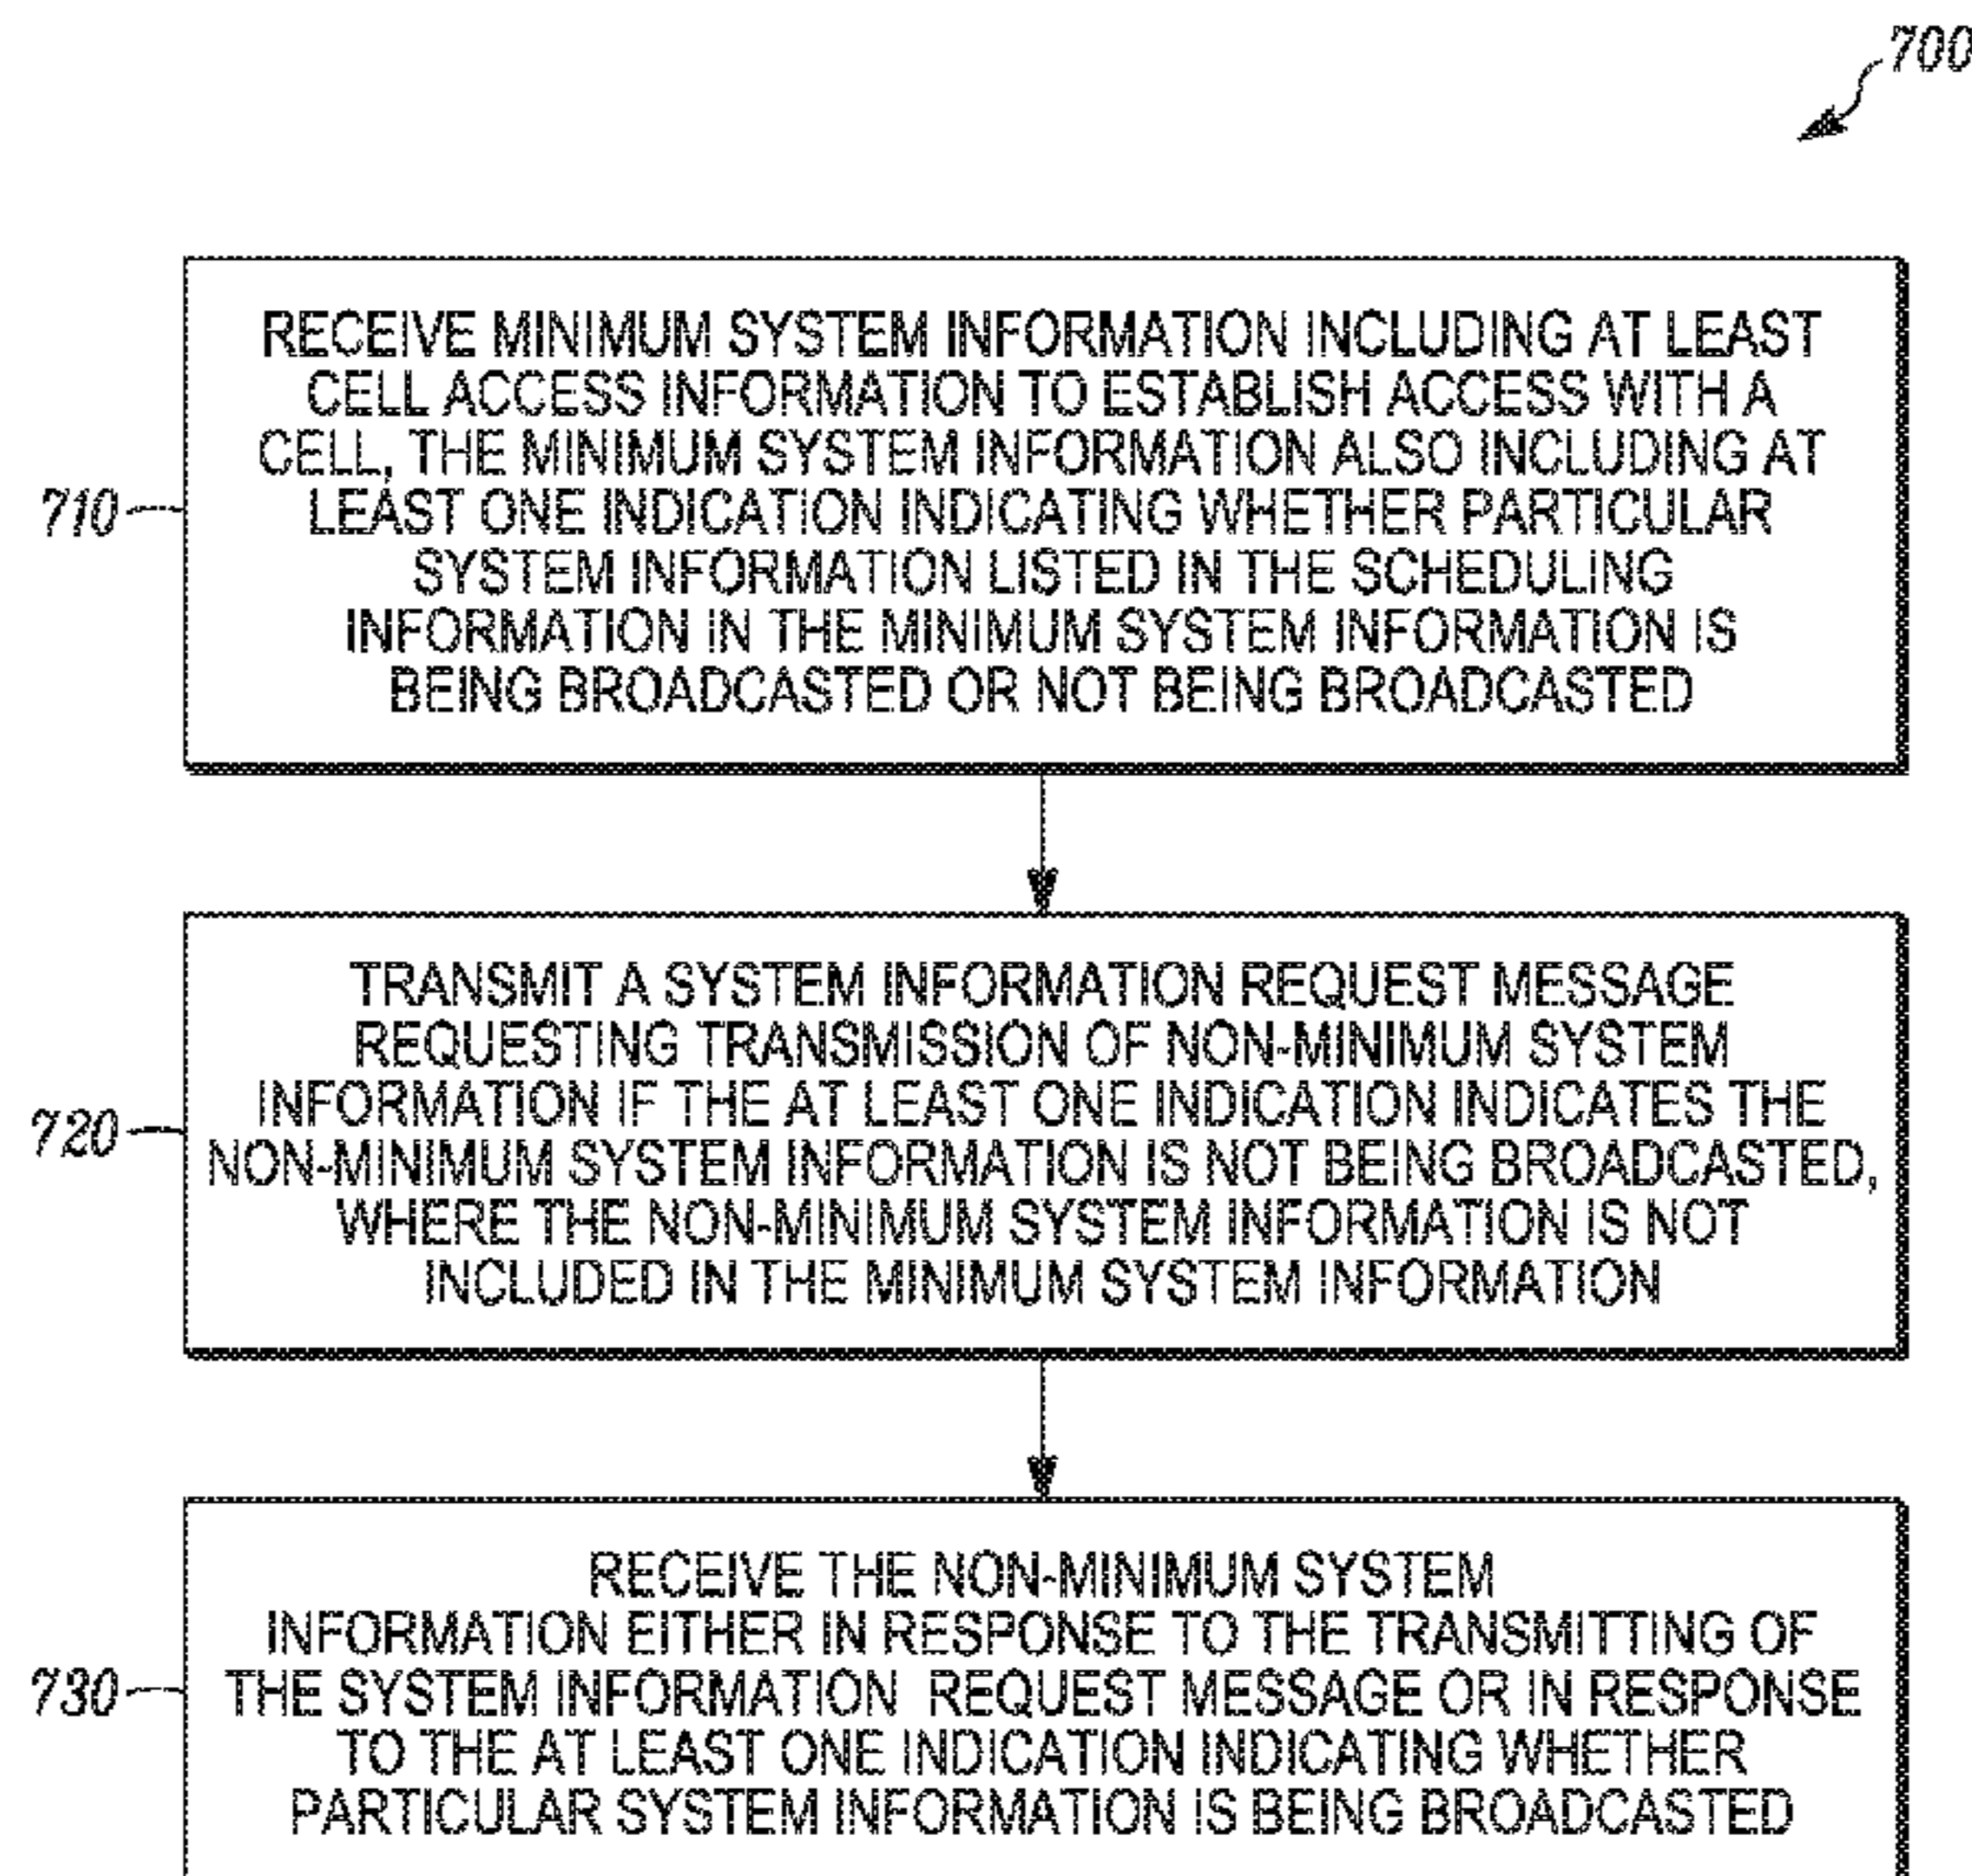 700
RECEIVE MINIMUM SYSTEM INFORMATION INCLUDING AT LEAST
CELL ACCESS INFORMATION TO ESTABLISH ACCESS WITH A
CELL, THE MINIMUM SYSTEM INFORMATION ALSO INCLUDING AT
710
LEAST ONE INDICATION INDICATING WHETHER PARTICULAR
SYSTEM INFORMATION LISTED IN THE SCHEDULING
INFORMATION IN THE MINIMUM SYSTEM INFORMATION IS
BEING BROADCASTED OR NOT BEING BROADCASTED
TRANSMIT A SYSTEM INFORMATION REQUEST MESSAGE
REQUESTING TRANSMISSION OF NON-MINIMUM SYSTEM
INFORMATION IF THE AT LEAST ONE INDICATION INDICATES THE
720
NON-MINIMUM SYSTEM INFORMATION IS NOT BEING BROADCASTED,
WHERE THE NON-MINIMUM SYSTEM INFORMATION IS NOT
INCLUDED IN THE MINIMUM SYSTEM INFORMATION
RECEIVE THE NON-MINIMUM SYSTEM
INFORMATION EITHER IN RESPONSE TO THE TRANSMITTING OF
730
THE SYSTEM INFORMATION REQUEST MESSAGE OR IN RESPONSE
TO THE AT LEAST ONE INDICATION INDICATING WHETHER
PARTICULAR SYSTEM INFORMATION IS BEING BROADCASTED